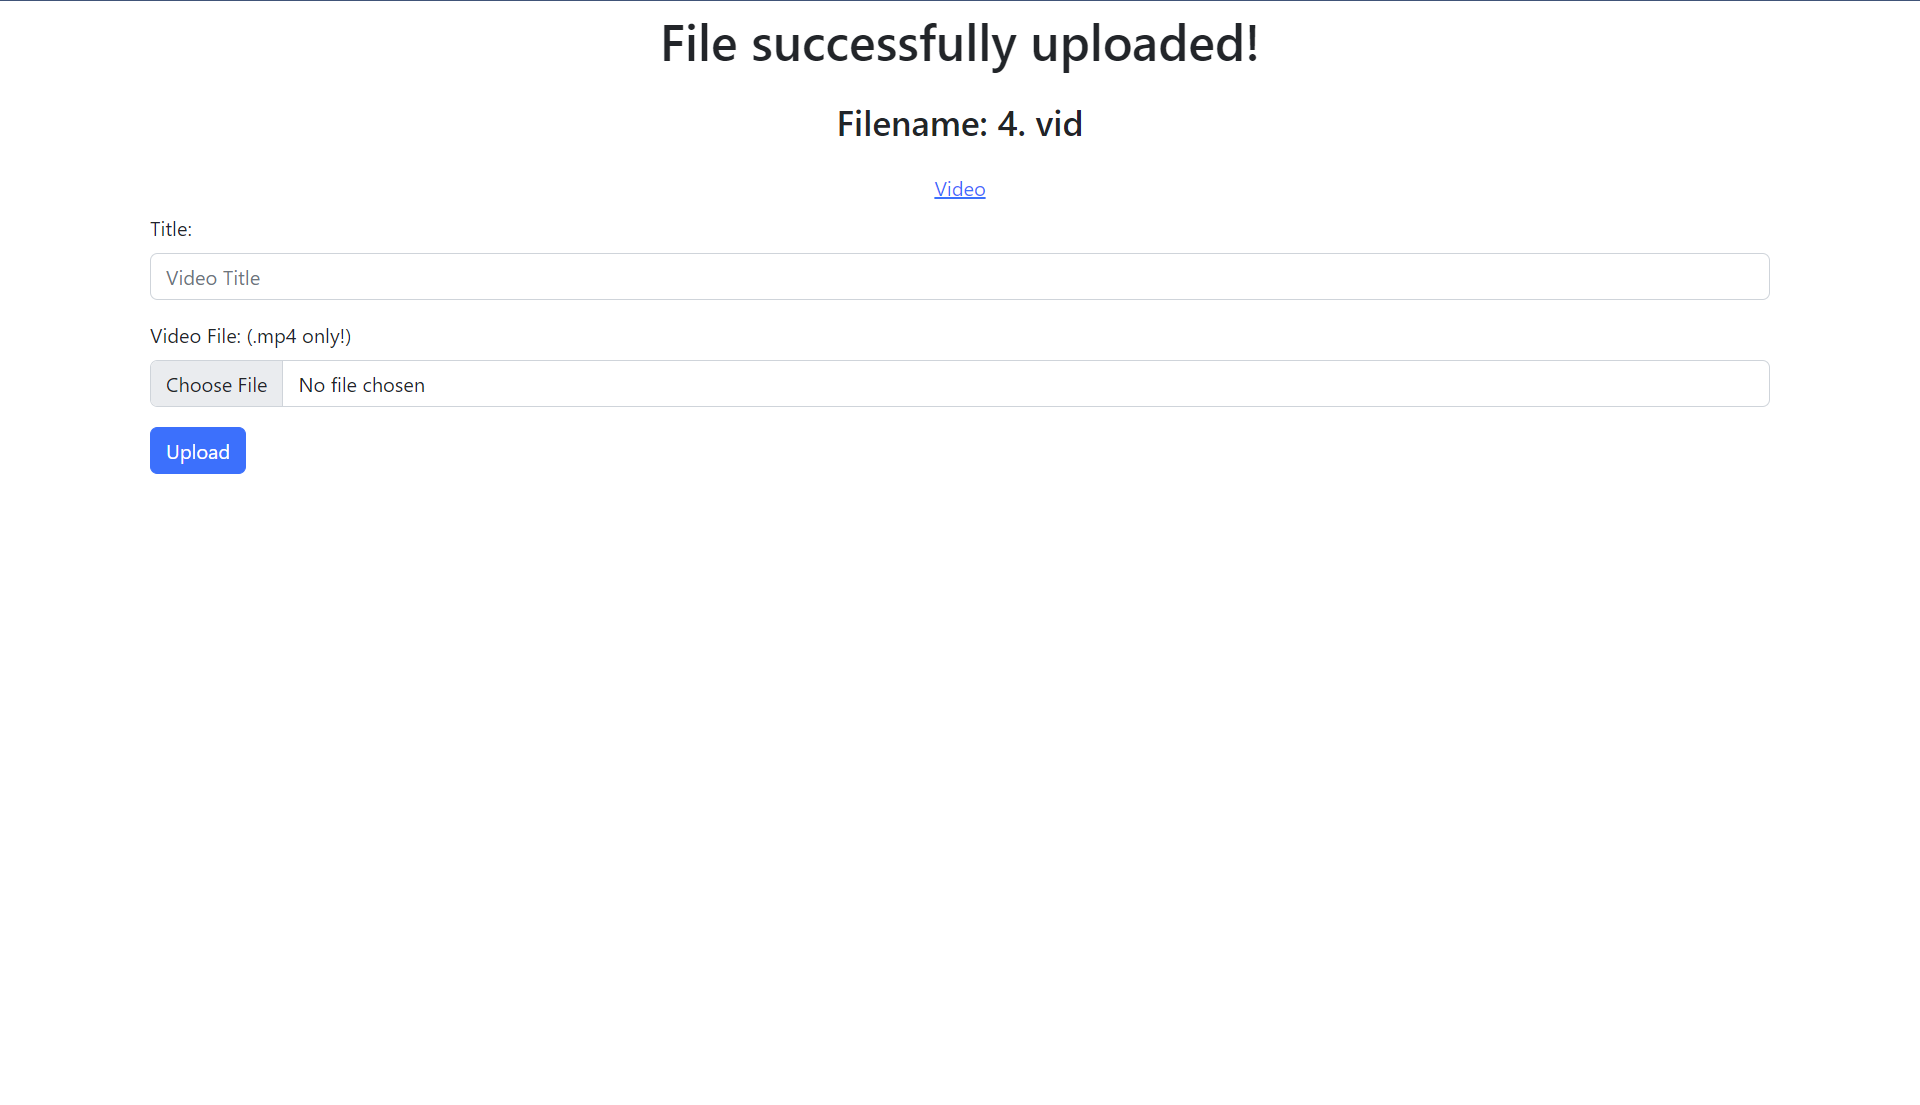 File successfully uploaded!
Filename: 4. vid
Video
Title:
Video Title
Video File: (.mp4 only!)
Choose File No file chosen
Upload